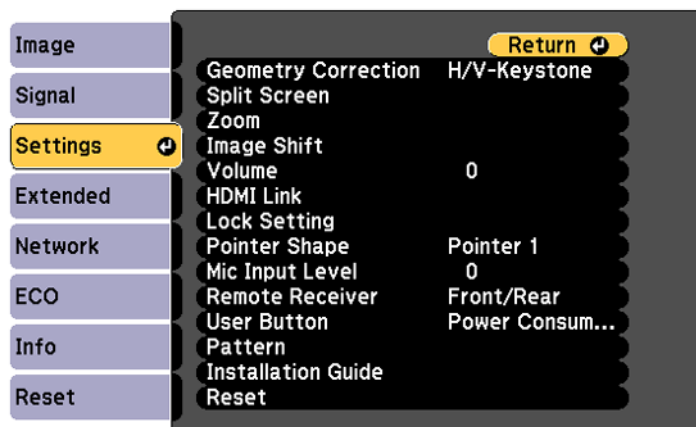 Image
Signal
Settings
Extended
Network
ECO
Info
Reset
Return
Geometry Correction H/V-Keystone
Split Screen
Zoom
Image Shift
Volume 0
HDMI Link
Lock Setting
Pointer Shape Pointer 1
Mic Input Level 0
Remote Receiver Front/Rear
User Button Power Consum...
Pattern
Installation Guide
Reset